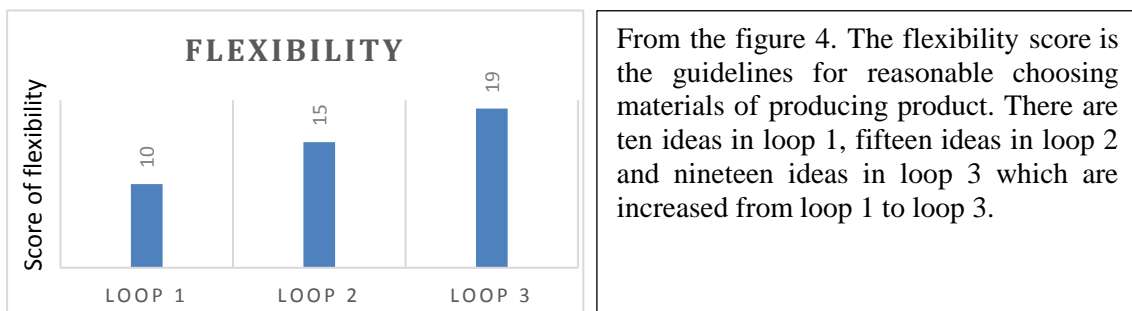 FLEXIBILITY
Score of flexibility
10
15
19
LOOP 1
LOOP 2
LOOP 3
From the figure 4. The flexibility score is
the guidelines for reasonable choosing
materials of producing product. There are
ten ideas in loop 1, fifteen ideas in loop 2
and nineteen ideas in loop 3 which are
increased from loop 1 to loop 3.